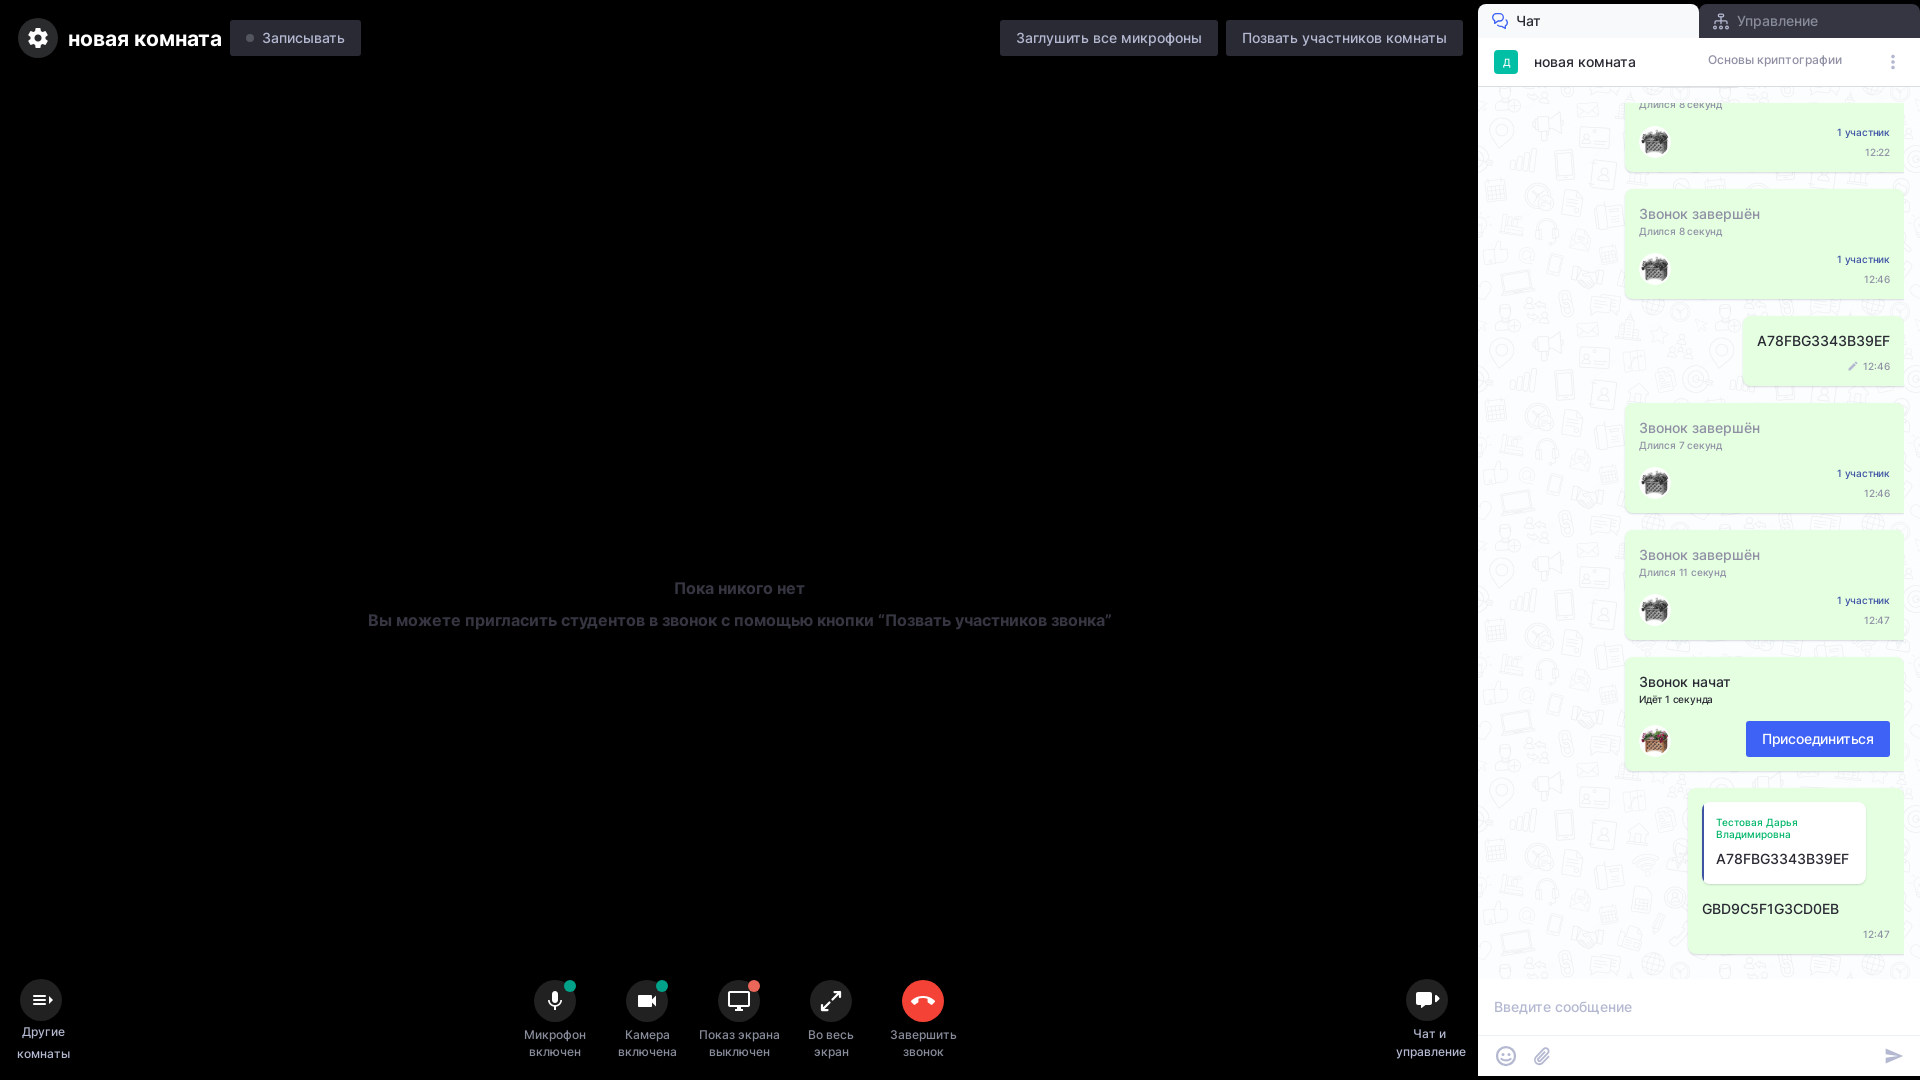 новая комната
Записывать
Заглушить все микрофоны
Позвать участников комнаты
Пока никого нет
Вы можете пригласить студентов в звонок с помощью кнопки “Позвать участников звонка”
Другие
комнаты
Микрофон
включен
Камера
включена
Показ экрана
выключен
Во весь
экран
Завершить
звонок
Чат и
управление
Чат
Управление
Д
новая комната
Основы криптографии
Длился 8 секунд
1 участник
12:22
Звонок завершён
Длился 8 секунд
1 участник
12:46
A78FBG3343B39EF
12:46
Звонок завершён
Длился 7 секунд
1 участник
12:46
Звонок завершён
Длился 11 секунд
1 участник
12:47
Звонок начат
Идёт 1 секунда
Присоединиться
Тестовая Дарья
Владимировна
A78FBG3343B39EF
GBD9C5F1G3CD0EB
12:47
Введите сообщение